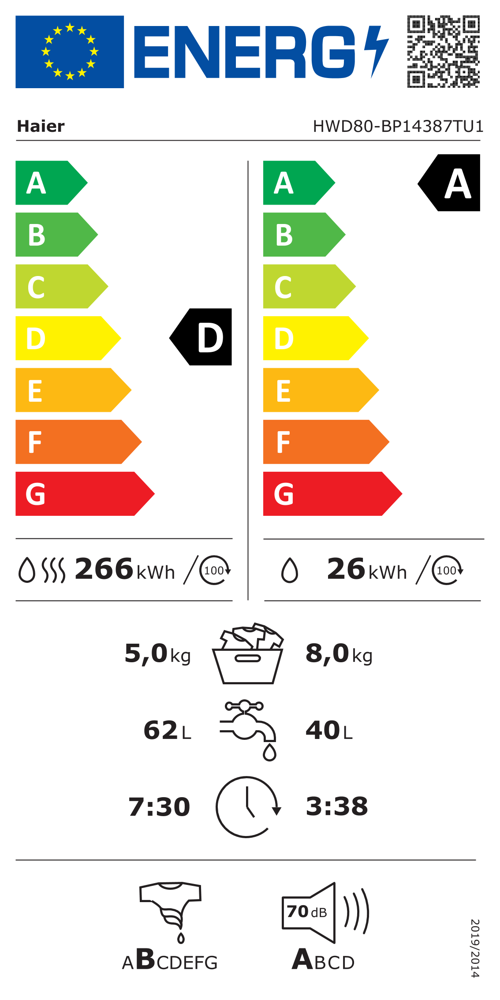 ENERG
Haier HWD80-BP14387TU1
A A A
B B
C C
D D D
E E
F F
G G
266 kWh / 100 26 kWh / 100
5,0 kg 8,0 kg
62 L 40 L
7:30 3:38
70 dB
ABCDEFG ABCD
2019/2014